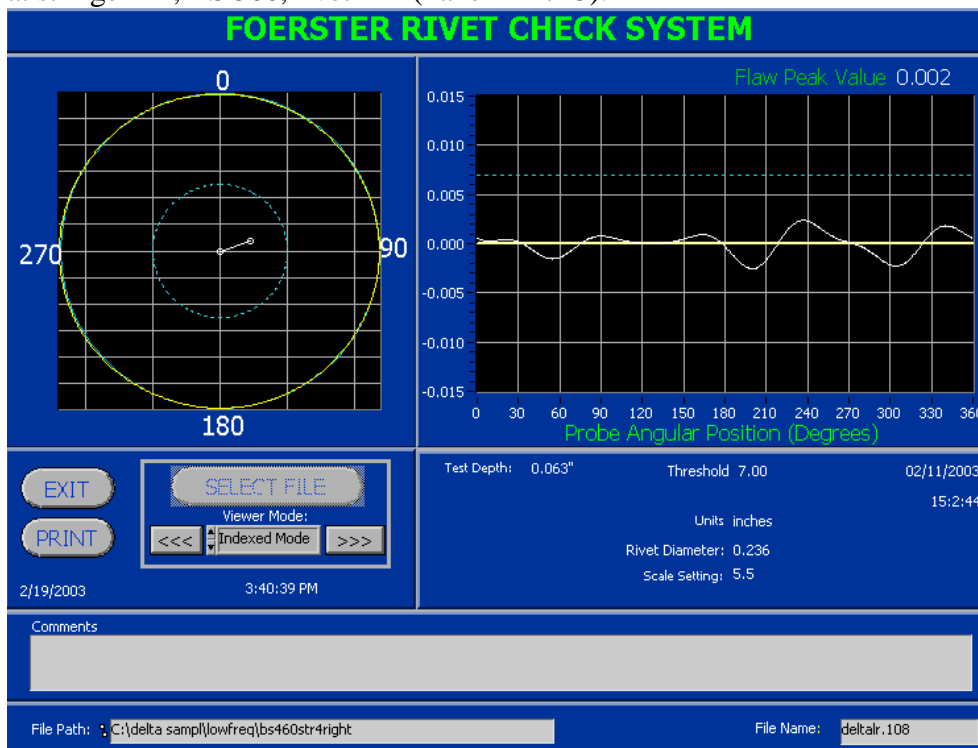 FOERSTER RIVET CHECK SYSTEM
0
270
90
180
Flaw Peak Value 0.002
0.015
0.010
0.005
0.000
-0.005
-0.010
-0.015
0 30 60 90 120 150 180 210 240 270 300 330 36
Probe Angular Position (Degrees)
EXIT
PRINT
SELECT FILE
Viewer Mode:
<<< Indexed Mode >>>
2/19/2003 3:40:39 PM
Test Depth: 0.063" Threshold 7.00 02/11/2003
15:2:44
Units inches
Rivet Diameter: 0.236
Scale Setting: 5.5
Comments
File Path: C:\delta sampl\lowfreq\bs460str4right
File Name: deltalr.108